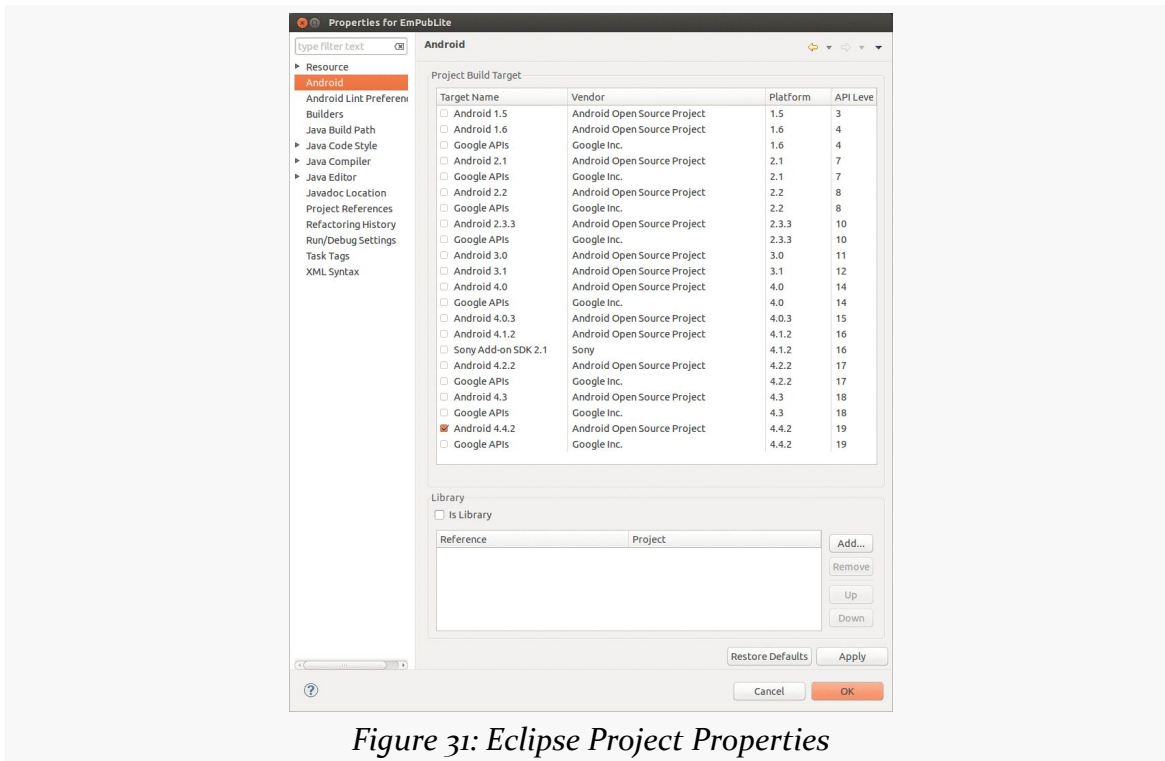 Properties for EmPubLite
type filter text
Android
Resource
Android
Android Lint Preferen
Builders
Java Build Path
Java Code Style
Java Compiler
Java Editor
Javadoc Location
Project References
Refactoring History
Run/Debug Settings
Task Tags
XML Syntax
Project Build Target
Target Name Vendor Platform API Leve
Android 1.5 Android Open Source Project 1.5 3
Android 1.6 Android Open Source Project 1.6 4
Google APIs Google Inc. 1.6 4
Android 2.1 Android Open Source Project 2.1 7
Google APIs Google Inc. 2.1 7
Android 2.2 Android Open Source Project 2.2 8
Google APIs Google Inc. 2.2 8
Android 2.3.3 Android Open Source Project 2.3.3 10
Google APIs Google Inc. 2.3.3 10
Android 3.0 Android Open Source Project 3.0 11
Android 3.1 Android Open Source Project 3.1 12
Android 4.0 Android Open Source Project 4.0 14
Google APIs Google Inc. 4.0 14
Android 4.0.3 Android Open Source Project 4.0.3 15
Android 4.1.2 Android Open Source Project 4.1.2 16
Sony Add-on SDK 2.1 Sony 4.1.2 16
Android 4.2.2 Android Open Source Project 4.2.2 17
Google APIs Google Inc. 4.2.2 17
Android 4.3 Android Open Source Project 4.3 18
Google APIs Google Inc. 4.3 18
Android 4.4.2 Android Open Source Project 4.4.2 19
Google APIs Google Inc. 4.4.2 19
Library
Is Library
Reference Project
Add...
Remove
Up
Down
Restore Defaults Apply
? Cancel OK
Figure 31: Eclipse Project Properties